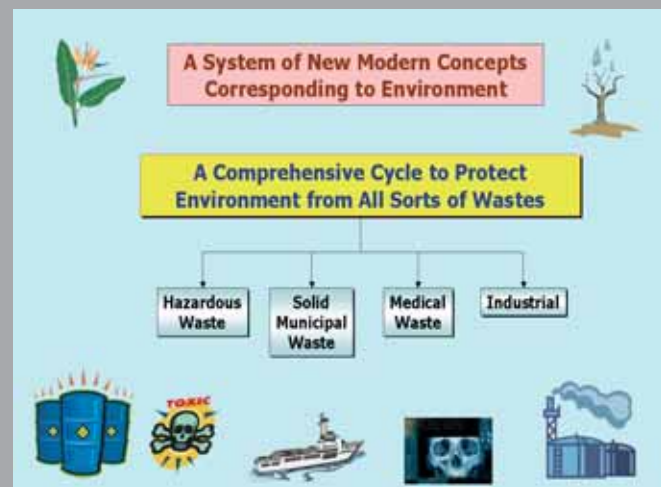 A System of New Modern Concepts
Corresponding to Environment
A Comprehensive Cycle to Protect
Environment from All Sorts of Wastes
Hazardous
Waste
Solid
Municipal
Waste
Medical
Waste
Industrial
TOXIC